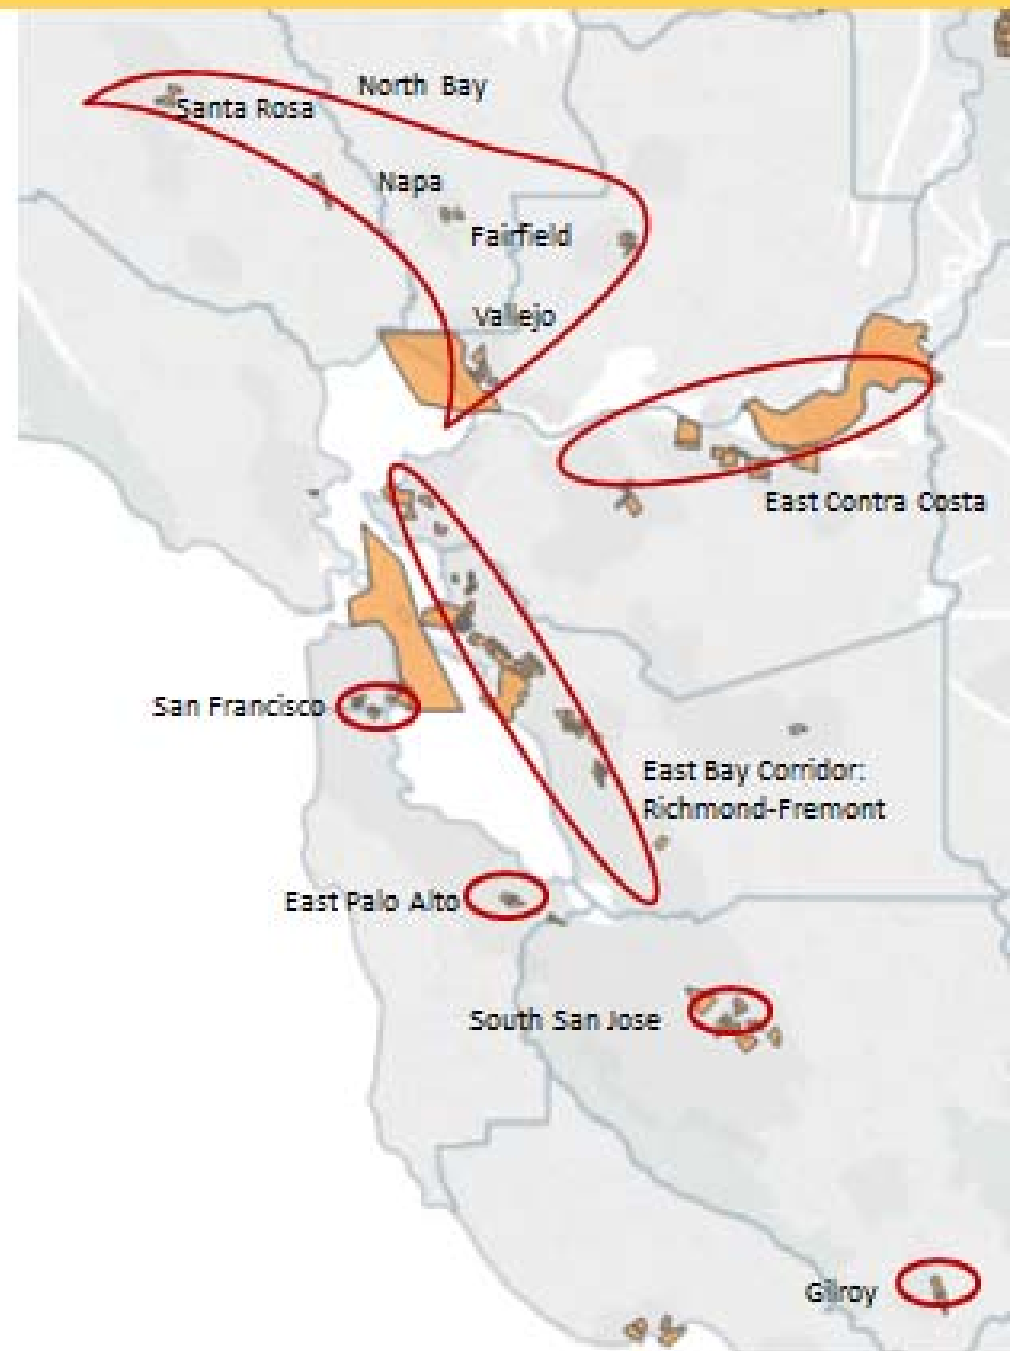 North Bay
Santa Rosa
Napa
Fairfield
Vallejo
East Contra Costa
San Francisco
East Bay Corridor:
Richmond-Fremont
East Palo Alto
South San Jose
Gilroy